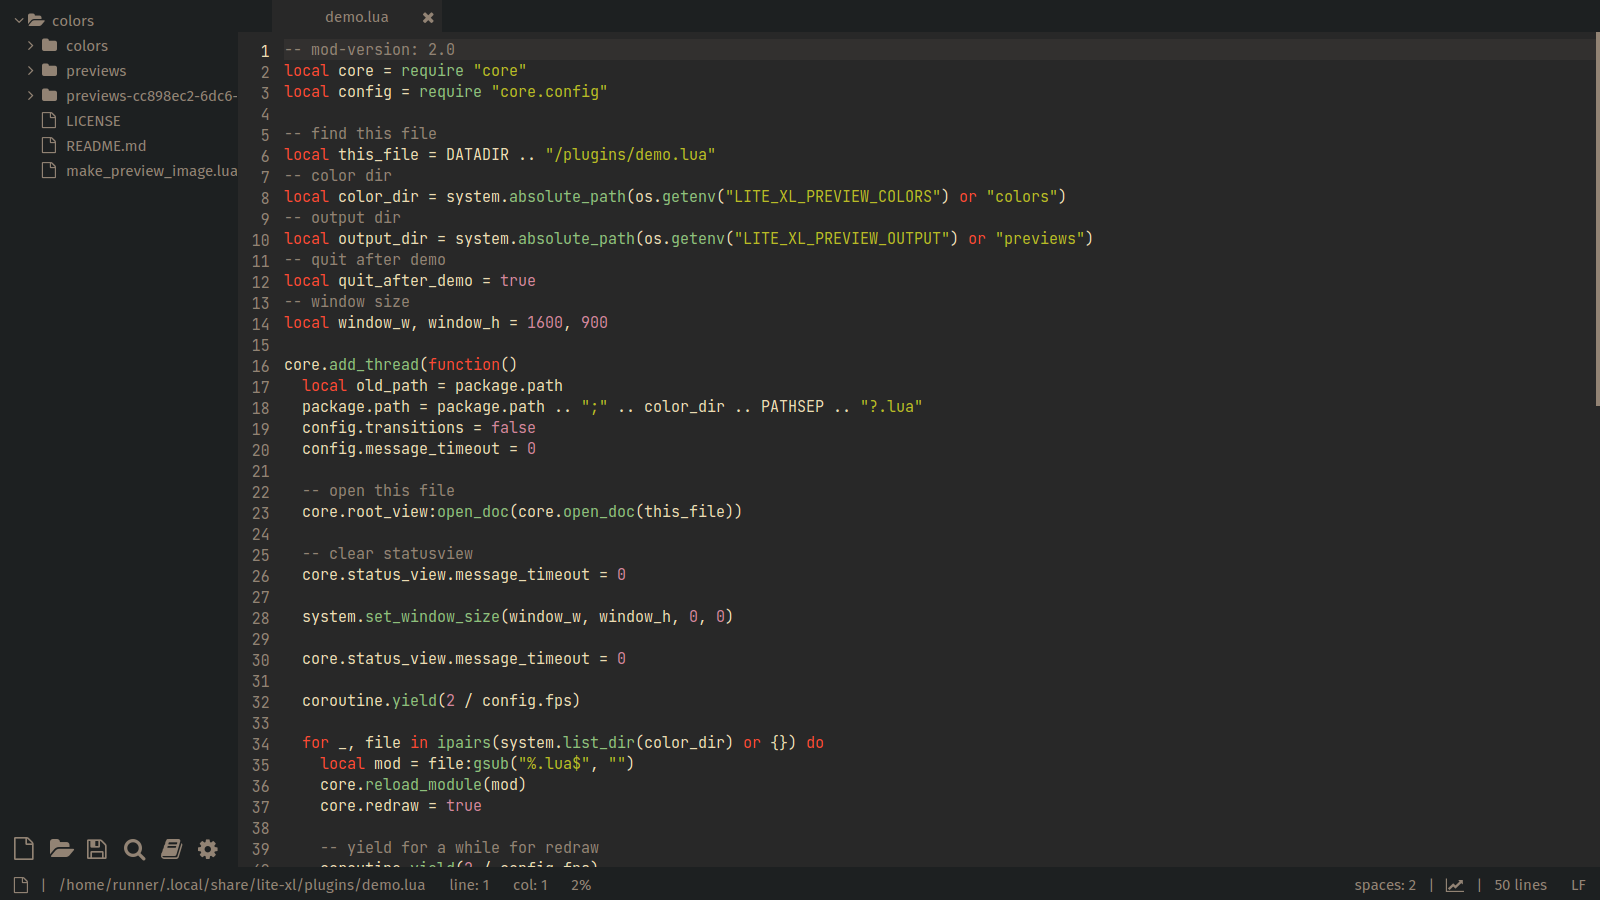 colors
colors
previews
previews-cc898ec2-6dc6-
LICENSE
README.md
make_preview_image.lua
demo.lua
1 -- mod-version: 2.0
2 local core = require "core"
3 local config = require "core.config"
4
5 -- find this file
6 local this_file = DATADIR .. "/plugins/demo.lua"
7 -- color dir
8 local color_dir = system.absolute_path(os.getenv("LITE_XL_PREVIEW_COLORS") or "colors")
9 -- output dir
10 local output_dir = system.absolute_path(os.getenv("LITE_XL_PREVIEW_OUTPUT") or "previews")
11 -- quit after demo
12 local quit_after_demo = true
13 -- window size
14 local window_w, window_h = 1600, 900
15
16 core.add_thread(function()
17   local old_path = package.path
18   package.path = package.path .. ";" .. color_dir .. PATHSEP .. "?.lua"
19   config.transitions = false
20   config.message_timeout = 0
21
22   -- open this file
23   core.root_view:open_doc(core.open_doc(this_file))
24
25   -- clear statusview
26   core.status_view.message_timeout = 0
27
28   system.set_window_size(window_w, window_h, 0, 0)
29
30   core.status_view.message_timeout = 0
31
32   coroutine.yield(2 / config.fps)
33
34   for _, file in ipairs(system.list_dir(color_dir) or {}) do
35     local mod = file:gsub("%.lua$", "")
36     core.reload_module(mod)
37     core.redraw = true
38
39     -- yield for a while for redraw
40     coroutine.yield(2 / config.fps)
/home/runner/.local/share/lite-xl/plugins/demo.lua line: 1 col: 1 2% spaces: 2 | | 50 lines LF